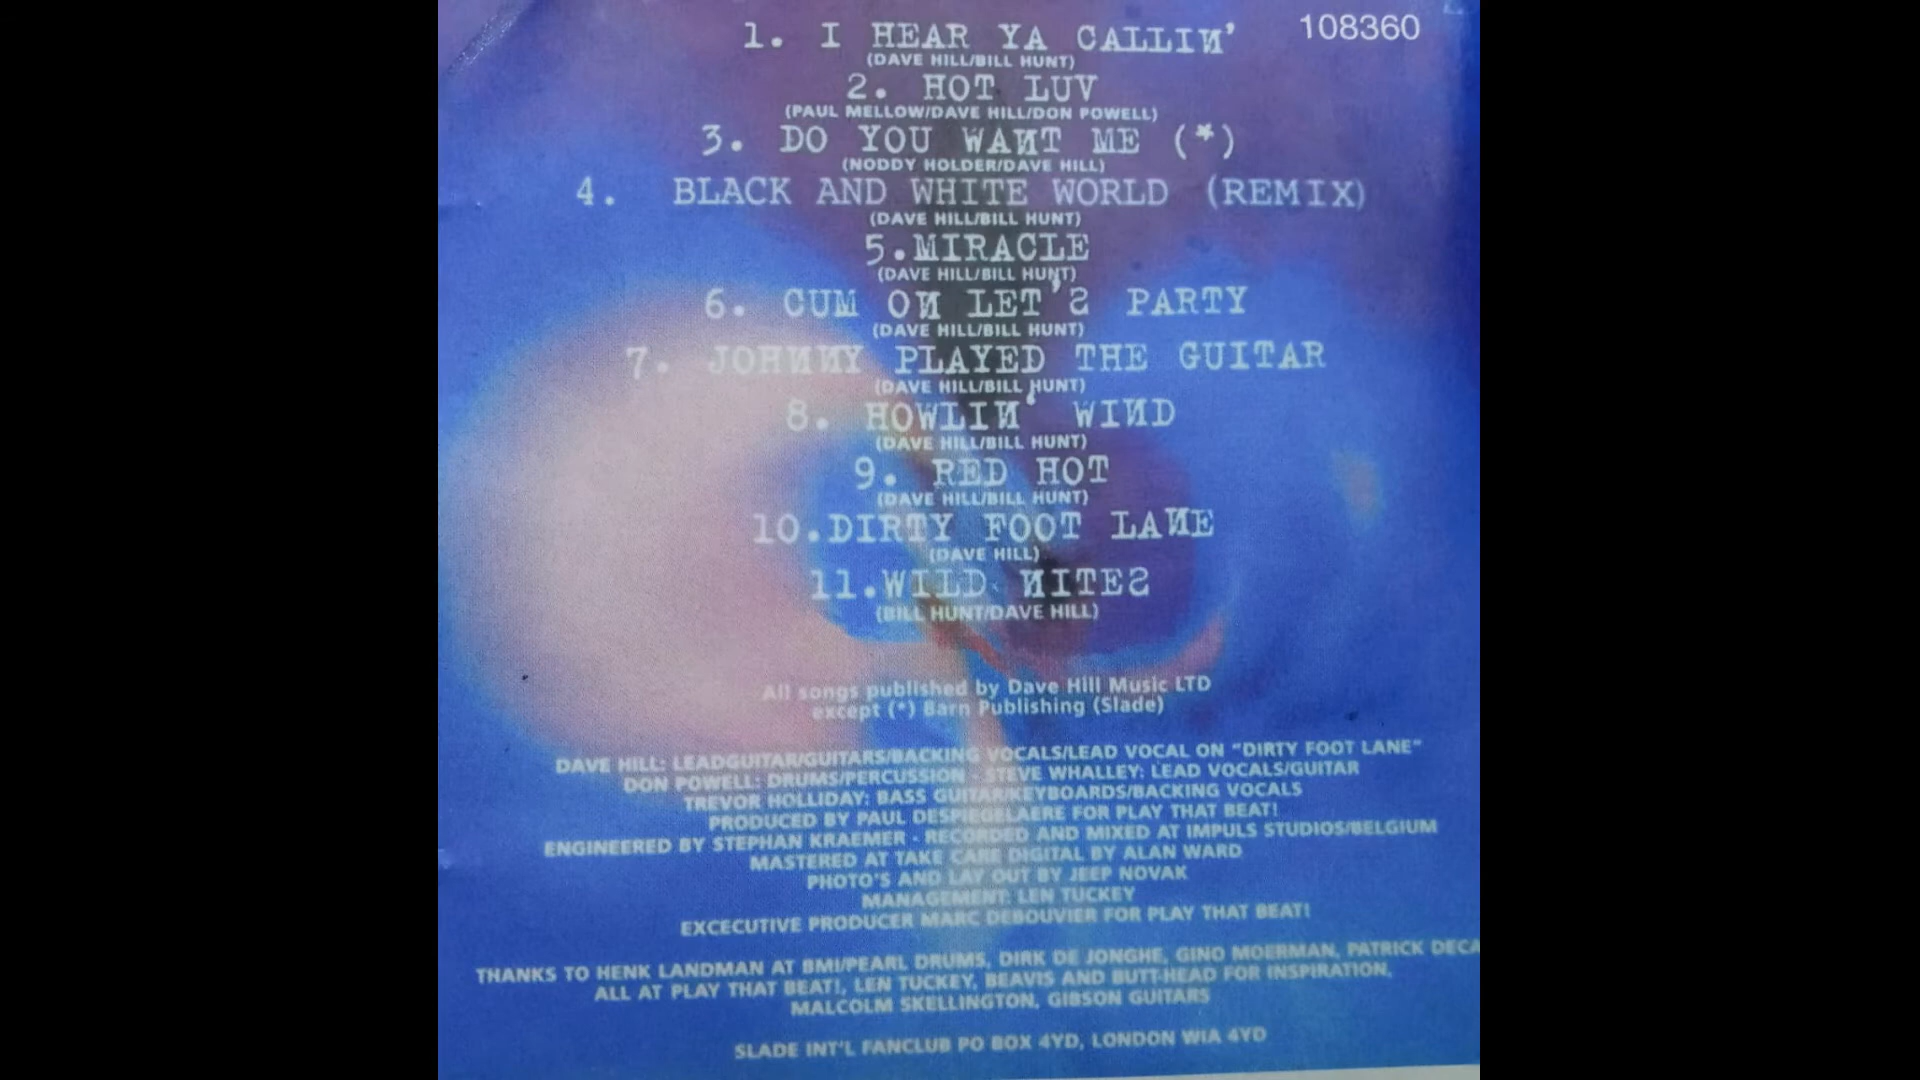 108360
1. I HEAR YA CALLIN'
(DAVE HILL/BILL HUNT)
2. HOT LUV
(PAUL MELLOW/DAVE HILL/DON POWELL)
3. DO YOU WANT ME (*)
(NODDY HOLDER/DAVE HILL)
4. BLACK AND WHITE WORLD (REMIX)
(DAVE HILL/BILL HUNT)
5.MIRACLE
(DAVE HILL/BILL HUNT)
6. CUM ON LET'S PARTY
(DAVE HILL/BILL HUNT)
7. JOHNNY PLAYED THE GUITAR
(DAVE HILL/BILL HUNT)
8. HOWLIN' WIND
(DAVE HILL/BILL HUNT)
9. RED HOT
(DAVE HILL/BILL HUNT)
10.DIRTY FOOT LANE
(DAVE HILL)
11.WILD NITES
(BILL HUNT/DAVE HILL)
All songs published by Dave Hill Music LTD
except (*) Barn Publishing (Slade)
DAVE HILL: LEADGUITAR/GUITARS/BACKING VOCALS/LEAD VOCAL ON "DIRTY FOOT LANE"
DON POWELL: DRUMS/PERCUSSION - STEVE WHALLEY: LEAD VOCALS/GUITAR
TREVOR HOLLIDAY: BASS GUITAR/KEYBOARDS/BACKING VOCALS
PRODUCED BY PAUL DESPIEGELAERE FOR PLAY THAT BEAT!
ENGINEERED BY STEPHAN KRAEMER - RECORDED AND MIXED AT IMPULS STUDIOS/BELGIUM
MASTERED AT TAKE CARE DIGITAL BY ALAN WARD
PHOTO'S AND LAY OUT BY JEEP NOVAK
MANAGEMENT: LEN TUCKEY
EXCECUTIVE PRODUCER MARC DEBOUVIER FOR PLAY THAT BEAT!
THANKS TO HENK LANDMAN AT BMI/PEARL DRUMS, DIRK DE JONGHE, GINO MOERMAN, PATRICK DECA
ALL AT PLAY THAT BEAT!, LEN TUCKEY, BEAVIS AND BUTT-HEAD FOR INSPIRATION,
MALCOLM SKELLINGTON, GIBSON GUITARS
SLADE INT'L FANCLUB PO BOX 4YD, LONDON WIA 4YD